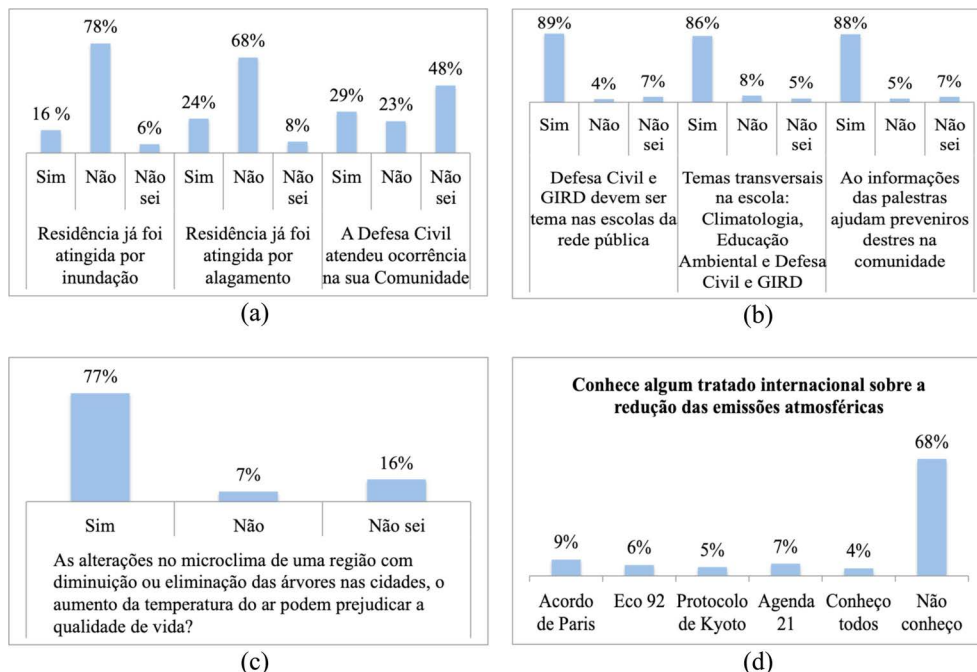 78%
68%
48%
16 %
24%
29%
23%
6%
8%
Sim Não Não sei Sim Não Não sei Sim Não Não sei
Residência já foi
atingida por
inundação
Residência já foi
atingida por
alagamento
A Defesa Civil
atendeu ocorrência
na sua Comunidade
(a)
89% 86% 88%
4% 7% 8% 5% 5% 7%
Sim Não Não sei Sim Não Não sei Sim Não Não sei
Defesa Civil e
GIRD devem ser
tema nas escolas da
rede pública
Temas transversais
na escola:
Climatologia,
Educação
Ambiental e Defesa
Civil e GIRD
Ao informações
das palestras
ajudam preveniros
destres na
comunidade
(b)
77%
7%
16%
Sim Não Não sei
As alterações no microclima de uma região com
diminuição ou eliminação das árvores nas cidades, o
aumento da temperatura do ar podem prejudicar a
qualidade de vida?
(c)
Conhece algum tratado internacional sobre a
redução das emissões atmosféricas
68%
9% 6% 5% 7% 4%
Acordo
de Paris
Eco 92
Protocolo
de Kyoto
Agenda
21
Conheço
todos
Não
conheço
(d)